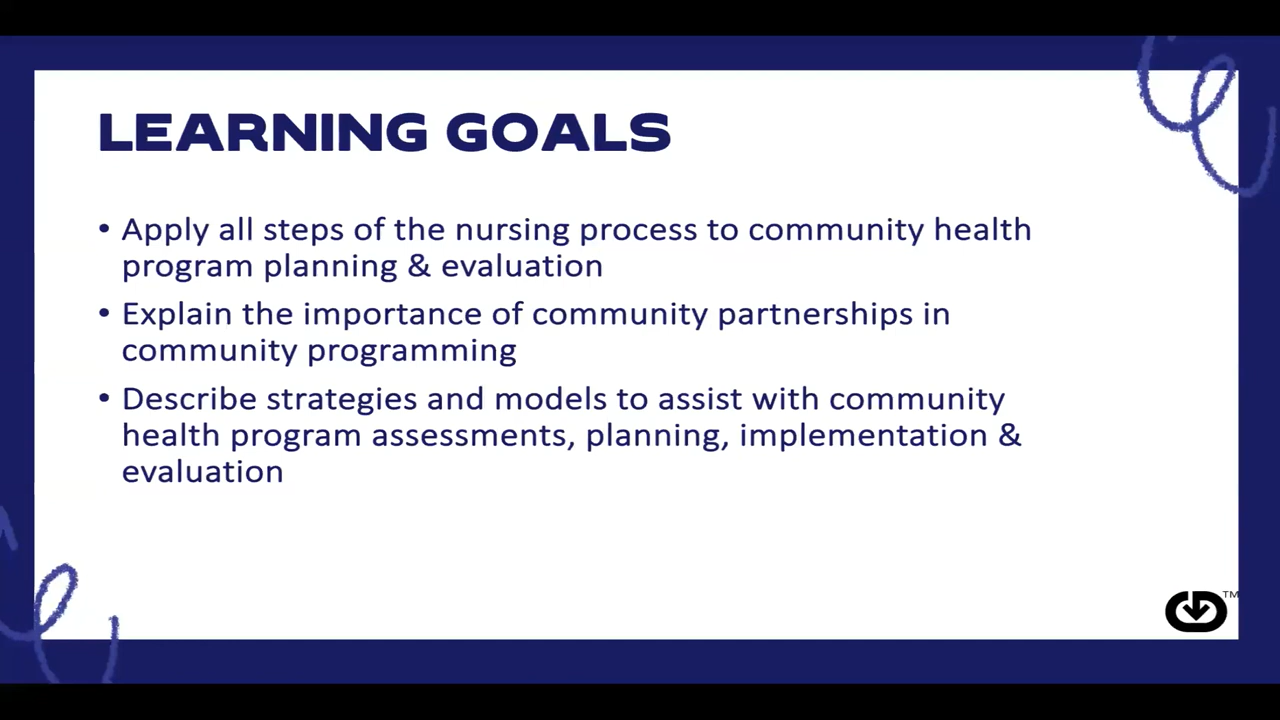 LEARNING GOALS
• Apply all steps of the nursing process to community health
program planning & evaluation
• Explain the importance of community partnerships in
community programming
• Describe strategies and models to assist with community
health program assessments, planning, implementation &
evaluation
TM